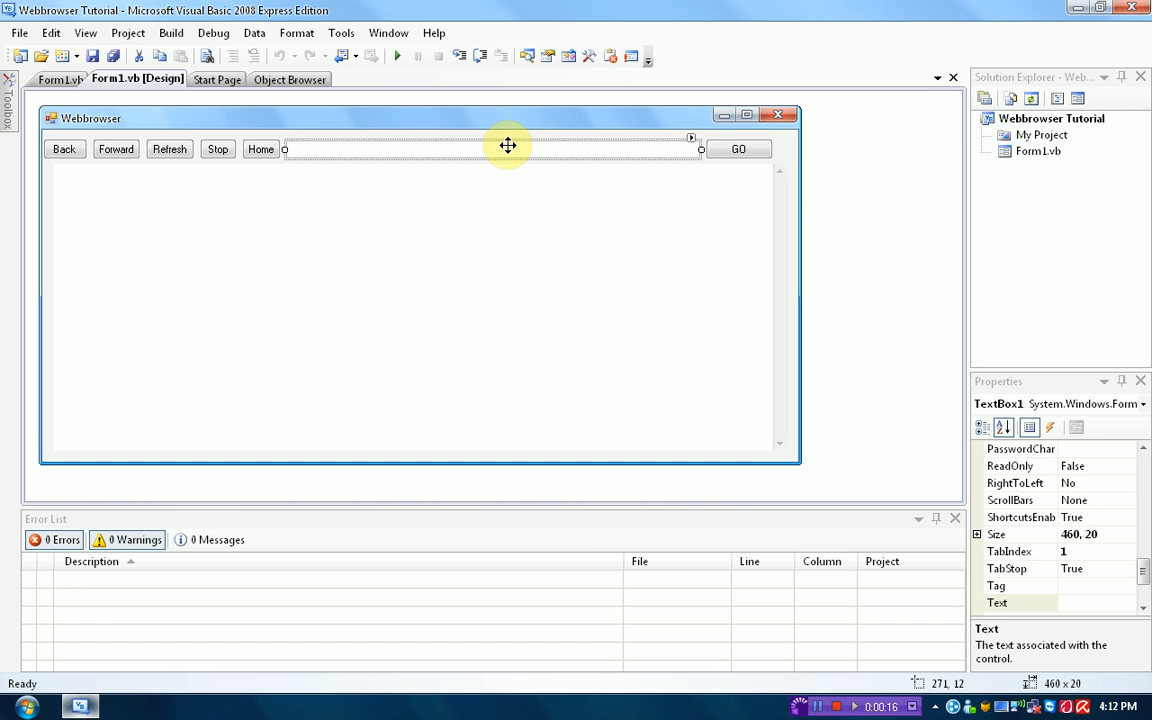 Webbrowser Tutorial - Microsoft Visual Basic 2008 Express Edition
File Edit View Project Build Debug Data Format Tools Window Help
Form1.vb Form1.vb [Design] Start Page Object Browser
Toolbox
Webbrowser
Back Forward Refresh Stop Home GO
Solution Explorer - Web...
Webbrowser Tutorial
My Project
Form1.vb
Properties
TextBox1 System.Windows.Form
PasswordChar
ReadOnly False
RightToLeft No
ScrollBars None
ShortcutsEnab True
Size 460, 20
TabIndex 1
TabStop True
Tag
Text
Text
The text associated with the
control.
Error List
0 Errors 0 Warnings 0 Messages
Description File Line Column Project
Ready 271, 12 460 x 20
0:00:16 4:12 PM